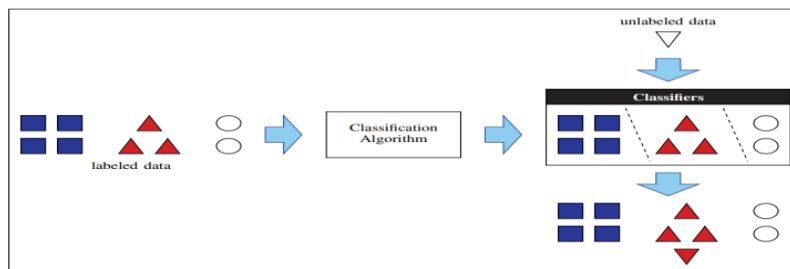 unlabeled data
Classifiers
Classification
Algorithm
labeled data